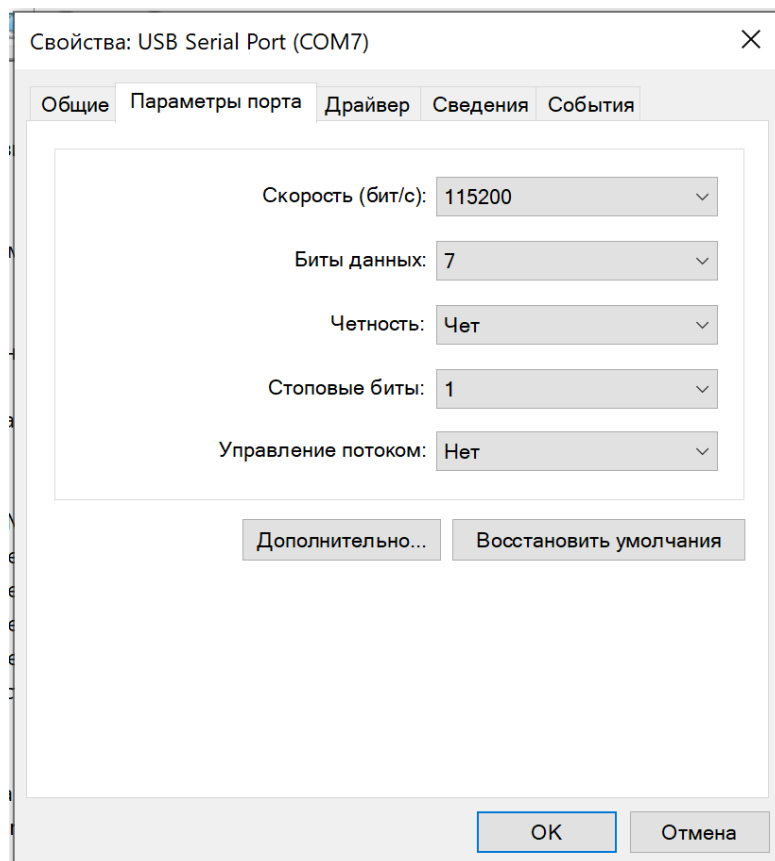 Свойства: USB Serial Port (COM7)
Общие Параметры порта Драйвер Сведения События
Скорость (бит/с): 115200
Биты данных: 7
Четность: Чет
Стоповые биты: 1
Управление потоком: Нет
Дополнительно... Восстановить умолчания
OK Отмена